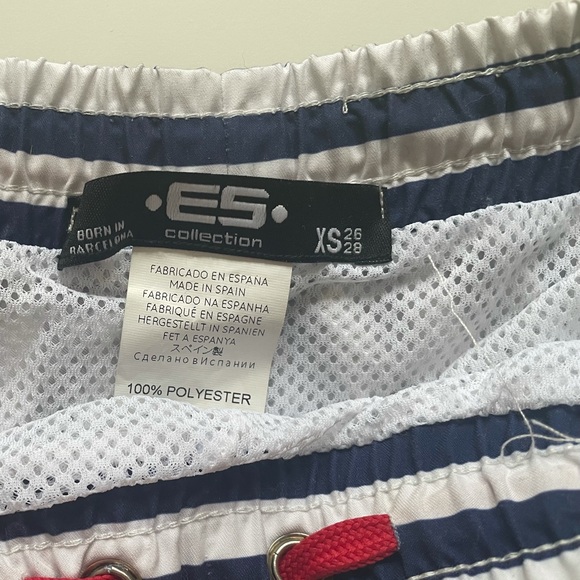 BORN IN
BARCELONA
•ES•
collection
XS 26
28
FABRICADO EN ESPAÑA
MADE IN SPAIN
FABRICADO NA ESPANHA
FABRIQUÉ EN ESPAGNE
HERGESTELLT IN SPANIEN
FET A ESPANYA
スペイン製
Сделано в Испании
100% POLYESTER